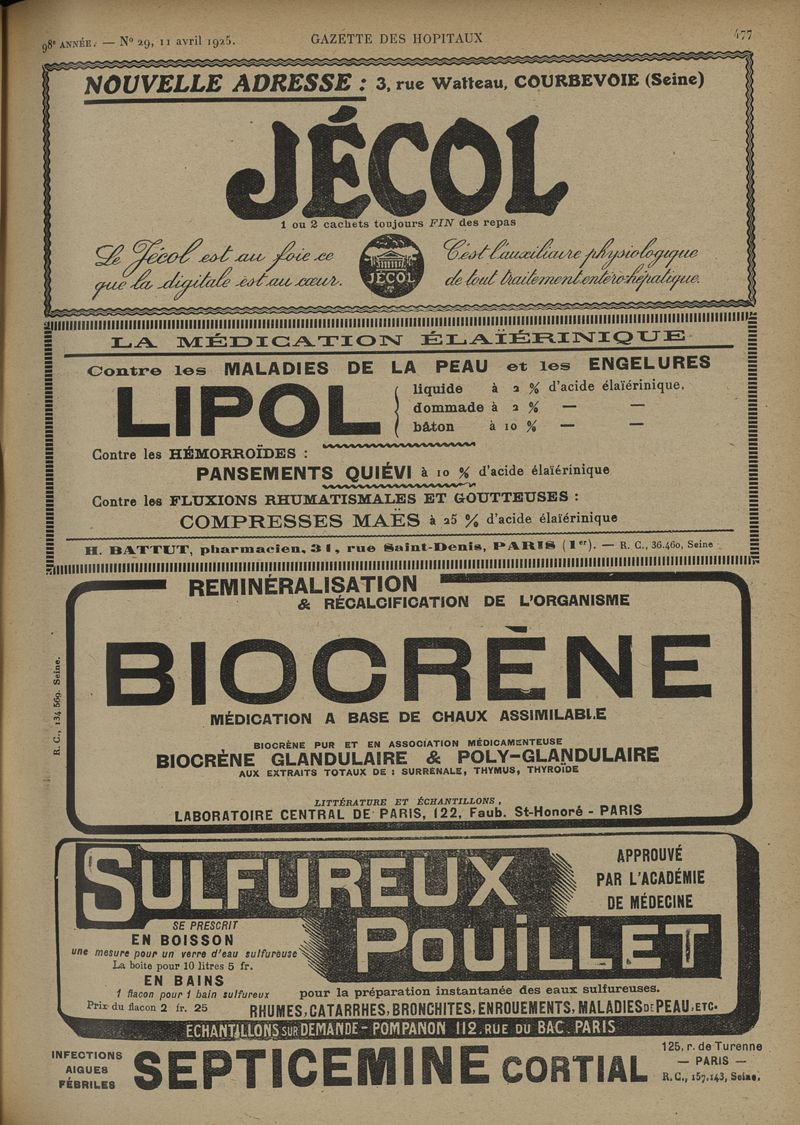 98e ANNÉE. — No 29, 11 avril 1925.
GAZETTE DES HOPITAUX
477
NOUVELLE ADRESSE : 3, rue Watteau, COURBEVOIE (Seine)
JÉCOL
1 ou 2 cachets toujours FIN des repas
Le Jécol est au foie ce
que la digitale est au cœur.
JÉCOL
C'est l'auxiliaire physiologique
de tout traitement entéro-hépatique.
LA MÉDICATION ÉLAÏÉRINIQUE
Contre les MALADIES DE LA PEAU et les ENGELURES
LIPOL
liquide à 2 % d'acide élaïérinique.
dommade à 2 % — —
bâton à 10 % — —
Contre les HÉMORROÏDES :
PANSEMENTS QUIÉVI à 10 % d'acide élaïérinique
Contre les FLUXIONS RHUMATISMALES ET GOUTTEUSES :
COMPRESSES MAËS à 25 % d'acide élaïérinique
H. BATTUT, pharmacien, 31, rue Saint-Denis, PARIS (1er). — R. C., 36.460, Seine
REMINÉRALISATION
& RÉCALCIFICATION DE L'ORGANISME
BIOCRÈNE
MÉDICATION A BASE DE CHAUX ASSIMILABLE
BIOCRÈNE PUR ET EN ASSOCIATION MÉDICAMENTEUSE
BIOCRÈNE GLANDULAIRE & POLY-GLANDULAIRE
AUX EXTRAITS TOTAUX DE : SURRÉNALE, THYMUS, THYROÏDE
LITTÉRATURE ET ÉCHANTILLONS,
LABORATOIRE CENTRAL DE PARIS, 122, Faub. St-Honoré - PARIS
R. C., 134 569. Seine.
SULFUREUX
POUILLET
APPROUVÉ
PAR L'ACADÉMIE
DE MÉDECINE
SE PRESCRIT
EN BOISSON
une mesure pour un verre d'eau sulfureuse
La boîte pour 10 litres 5 fr.
EN BAINS
1 flacon pour 1 bain sulfureux
Prix du flacon 2 fr. 25
pour la préparation instantanée des eaux sulfureuses.
RHUMES, CATARRHES, BRONCHITES, ENROUEMENTS, MALADIES DE PEAU, ETC.
ÉCHANTILLONS SUR DEMANDE - POMPANON 112. RUE DU BAC. PARIS
INFECTIONS
AIGUES
FÉBRILES
SEPTICEMINE CORTIAL
125, r. de Turenne
— PARIS —
R. C., 157.143, Seine.